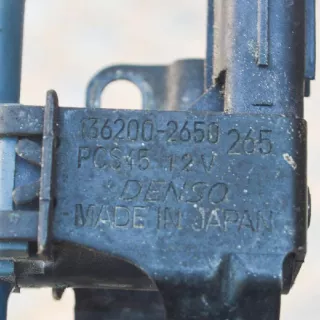 136200-2650 265
PCS45 12V
DENSO
MADE IN JAPAN